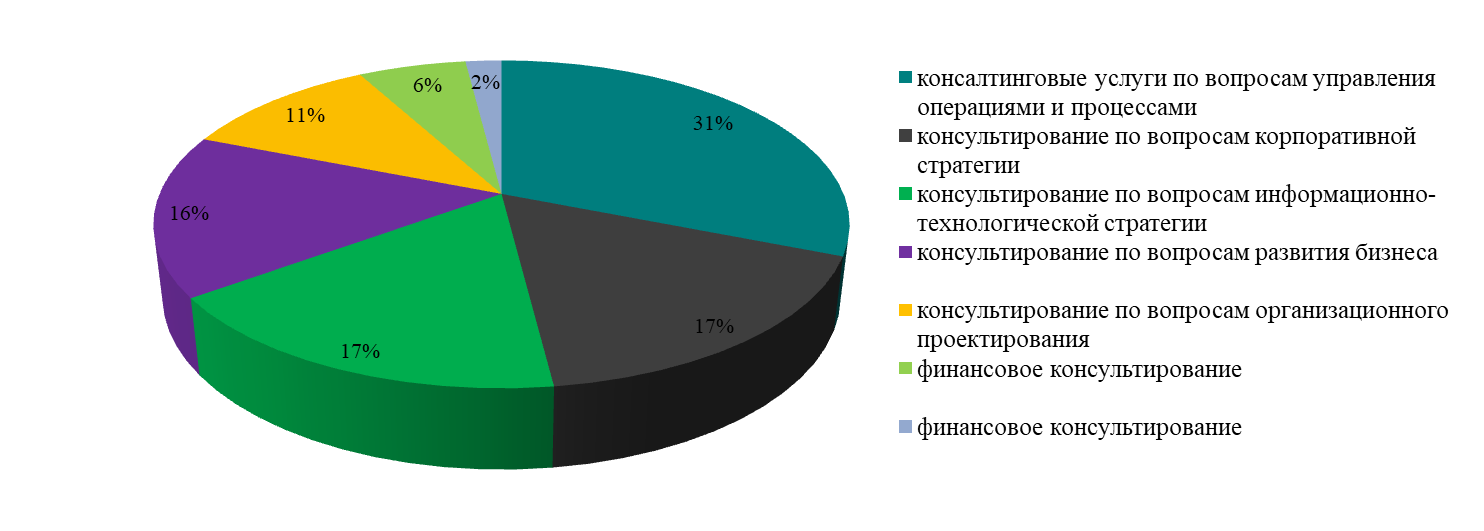 2%
6%
11%
31%
16%
17%
17%
консалтинговые услуги по вопросам управления
операциями и процессами
консультирование по вопросам корпоративной
стратегии
консультирование по вопросам информационно-
технологической стратегии
консультирование по вопросам развития бизнеса
консультирование по вопросам организационного
проектирования
финансовое консультирование
финансовое консультирование